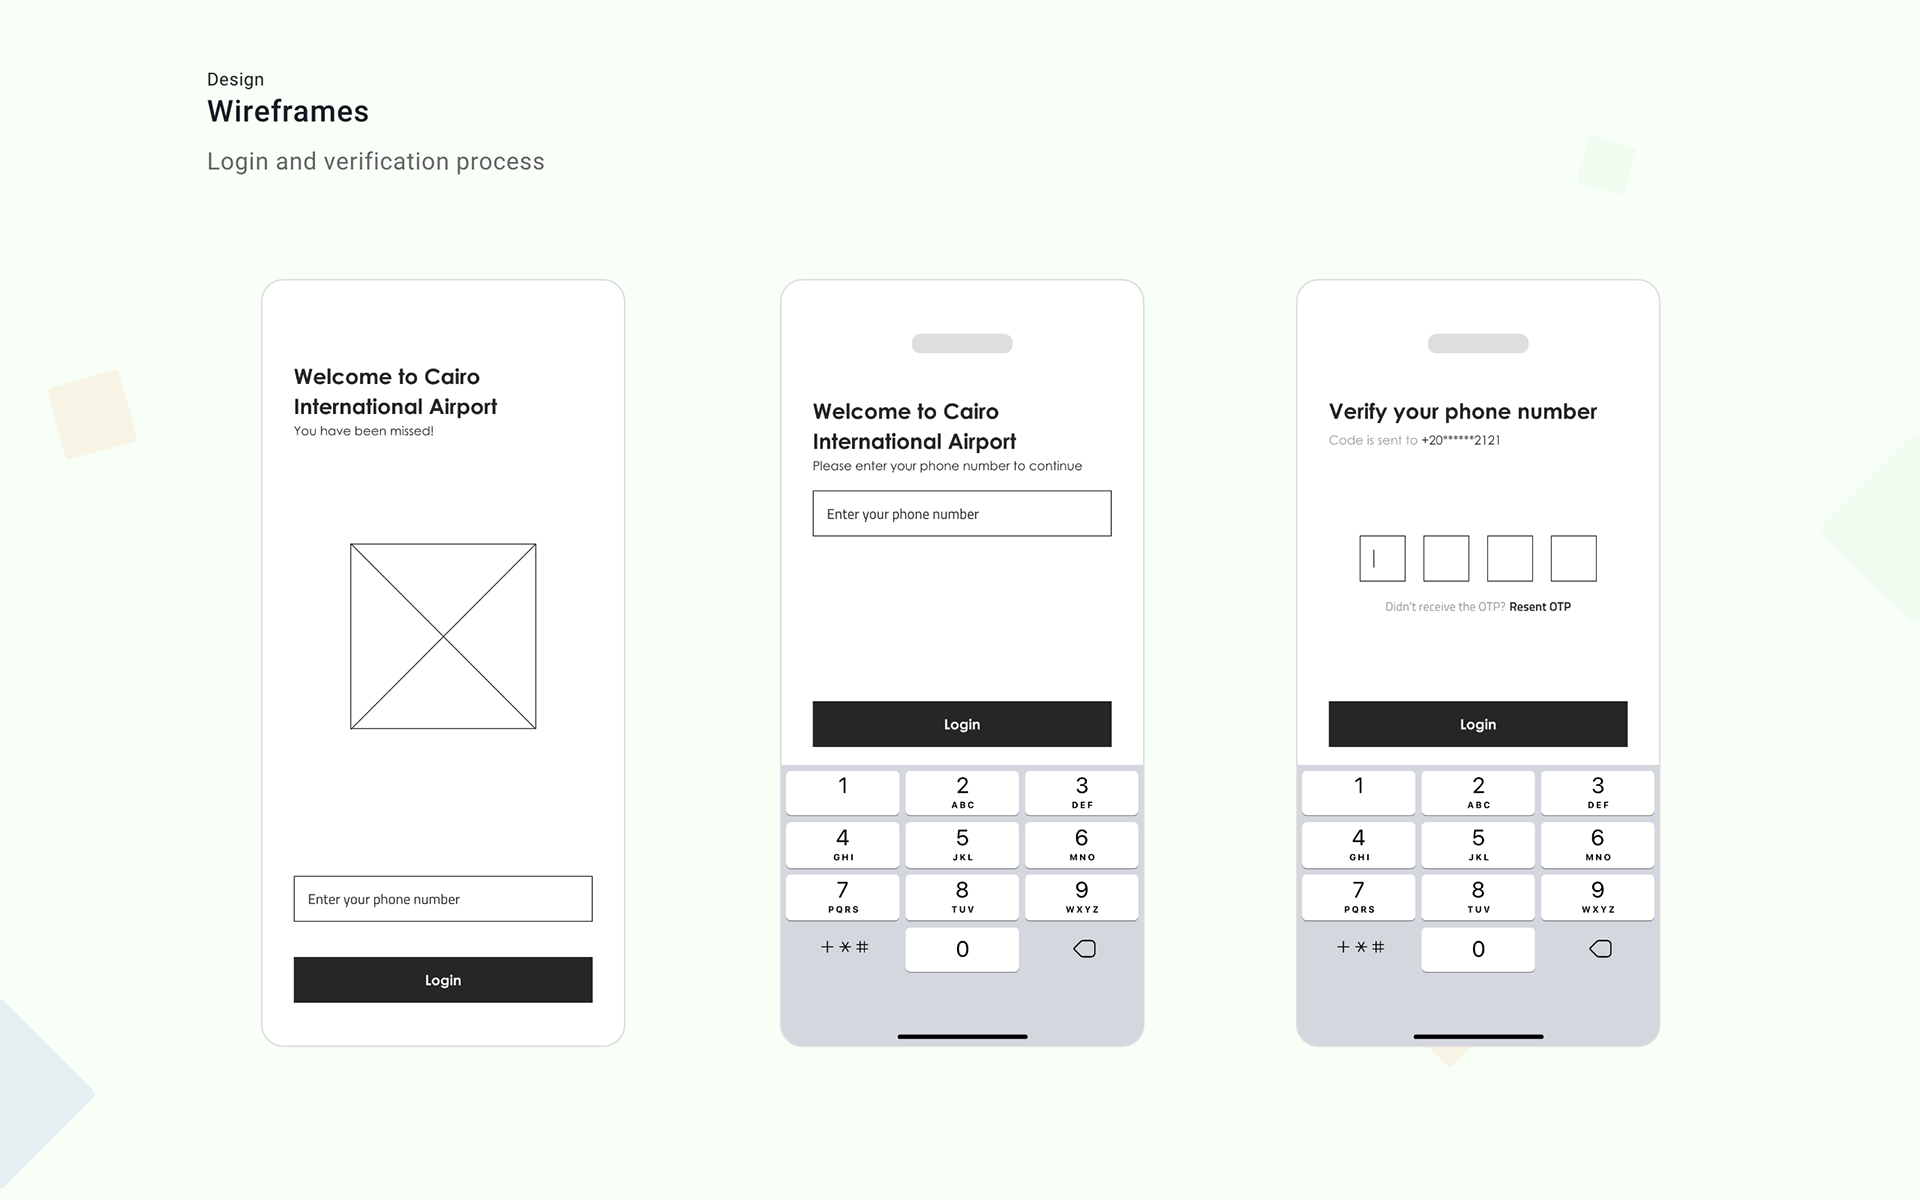 Design
Wireframes
Login and verification process
Welcome to Cairo
International Airport
You have been missed!
Enter your phone number
Login
Welcome to Cairo
International Airport
Please enter your phone number to continue
Enter your phone number
Login
1 2 3
ABC DEF
4 5 6
GHI JKL MNO
7 8 9
PQRS TUV WXYZ
+ * # 0
Verify your phone number
Code is sent to +20******2121
Didn't receive the OTP? Resent OTP
Login
1 2 3
ABC DEF
4 5 6
GHI JKL MNO
7 8 9
PQRS TUV WXYZ
+ * # 0